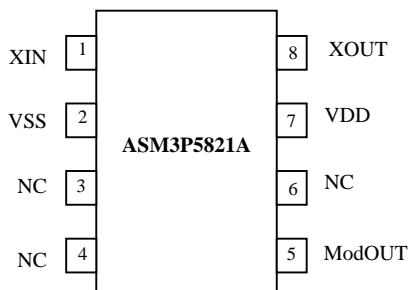 XIN 1 8 XOUT
VSS 2 7 VDD
ASM3P5821A
NC 3 6 NC
NC 4 5 ModOUT